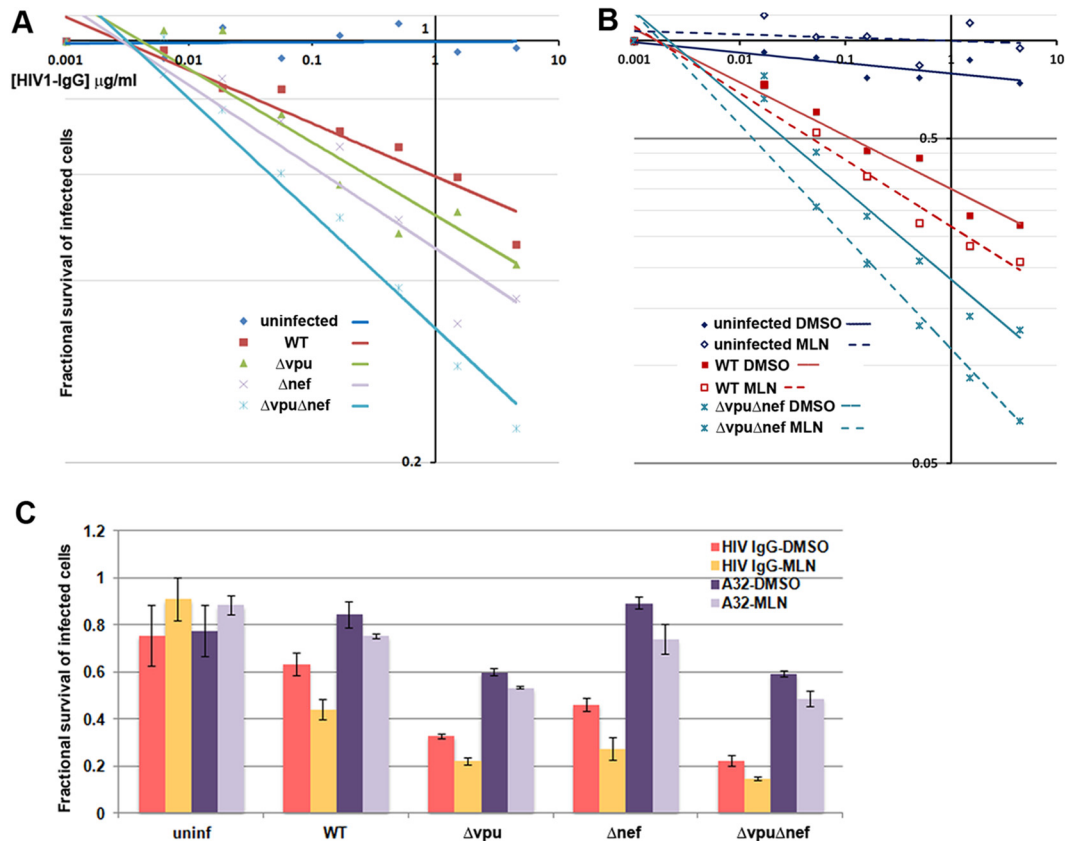 A
1
0.001
0.01
0.1
1
10
[HIV1-IgG] µg/ml
Fractional survival of infected cells
uninfected
WT
Δvpu
Δnef
ΔvpuΔnef
0.2
B
0.001
0.01
0.1
1
10
0.5
uninfected DMSO
uninfected MLN
WT DMSO
WT MLN
ΔvpuΔnef DMSO
ΔvpuΔnef MLN
0.05
C
Fractional survival of infected cells
1.2
1
0.8
0.6
0.4
0.2
0
HIV IgG-DMSO
HIV IgG-MLN
A32-DMSO
A32-MLN
uninf
WT
Δvpu
Δnef
ΔvpuΔnef